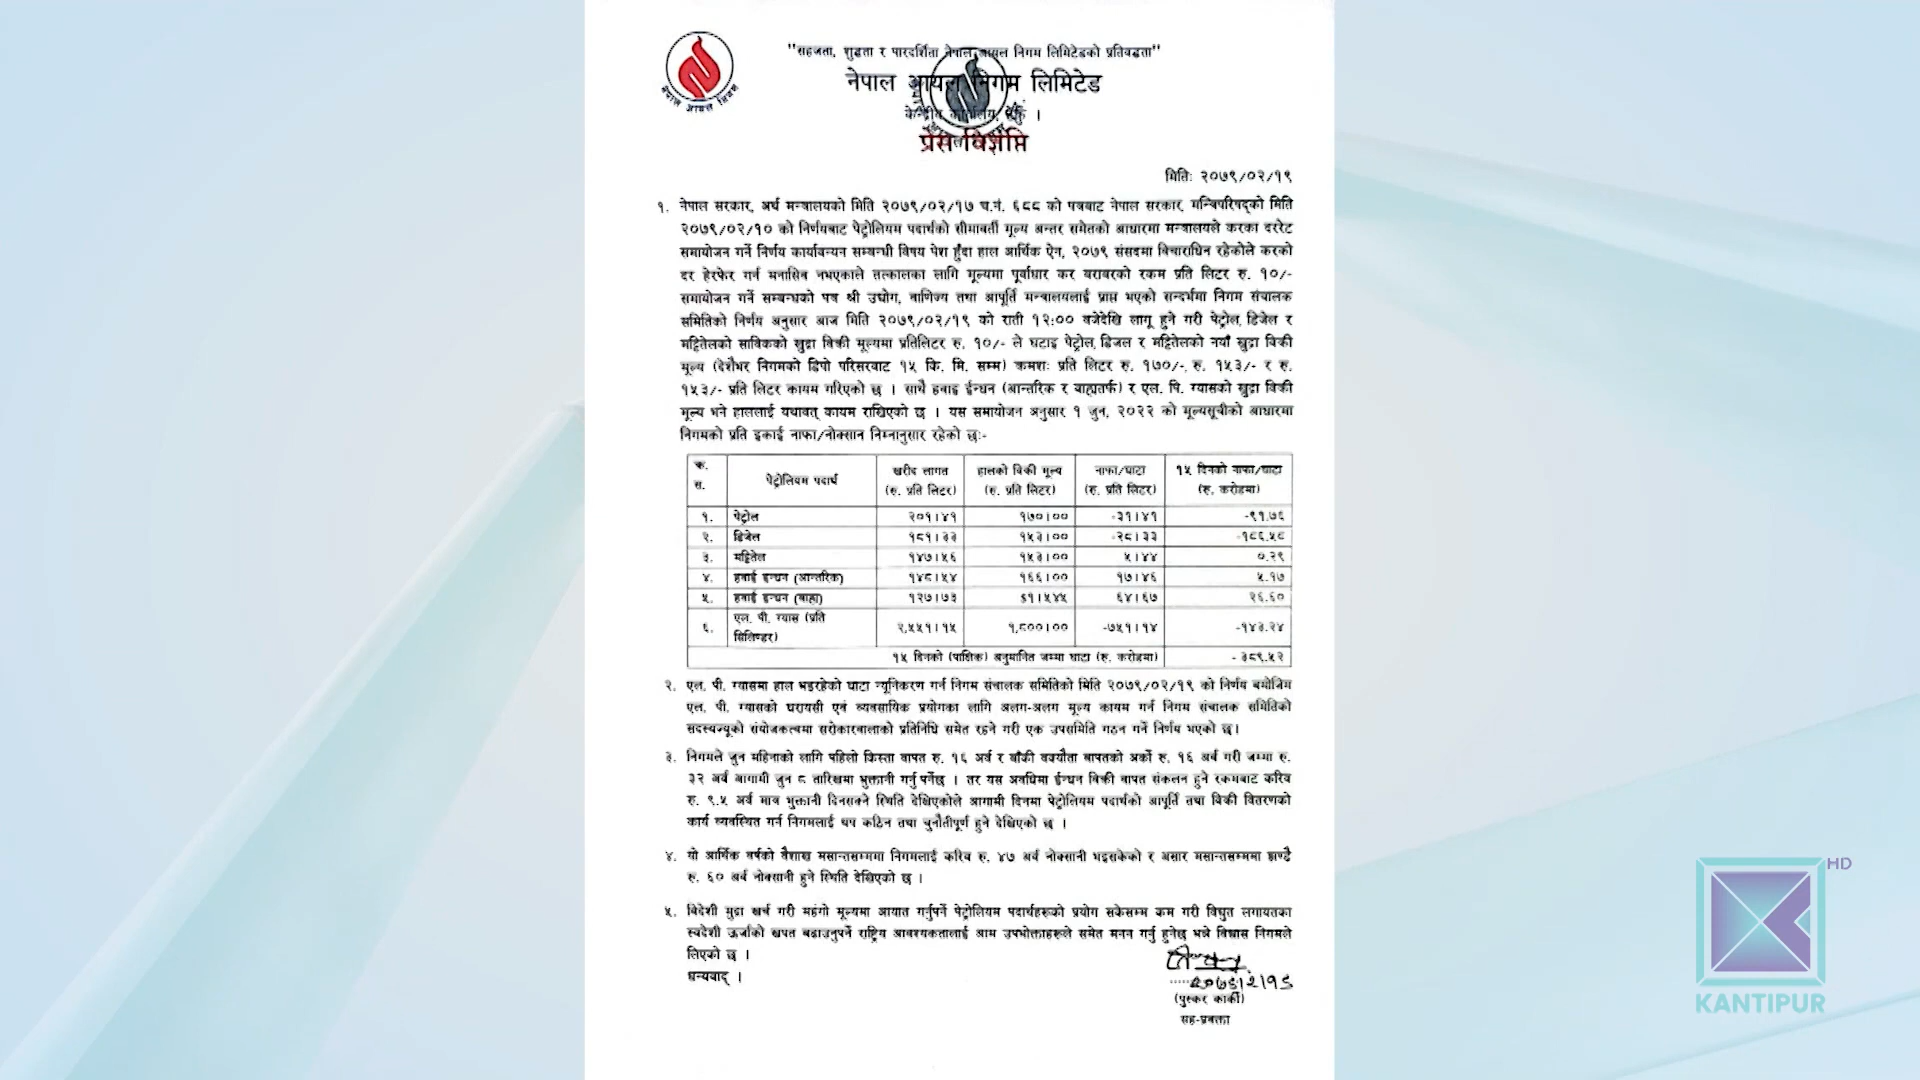 "सहजता, शुद्धता र पारदर्शिता नेपाल आयल निगम लिमिटेडको प्रतिवद्धता"
नेपाल आयल निगम लिमिटेड
नेपाल आयल निगम
केन्द्रीय कार्यालय,
प्रेस विज्ञप्ति
मितिः २०७९/०२/१९
१. नेपाल सरकार, अर्थ मन्त्रालयको मिति २०७९/०२/१७ च.नं. ६८८ को पत्रबाट नेपाल सरकार, मन्त्रिपरिषद्को मिति
२०७९/०२/१० को निर्णयबाट पेट्रोलियम पदार्थको सीमावर्ती मूल्य अन्तर समेतको आधारमा मन्त्रालयले करका दररेट
समायोजन गर्ने निर्णय कार्यावन्यन सम्बन्धी विषय पेश हुँदा हाल आर्थिक ऐन, २०७९ संसदमा विचाराधिन रहेकोले करको
दर हेरफेर गर्न मनासिव नभएकाले तत्कालका लागि मूल्यमा पूर्वाधार कर बराबरको रकम प्रति लिटर रु. १०/-
समायोजन गर्ने सम्बन्धको पत्र श्री उद्योग, वाणिज्य तथा आपूर्ति मन्त्रालयलाई प्राप्त भएको सन्दर्भमा निगम संचालक
समितिको निर्णय अनुसार आज मिति २०७९/०२/१९ को राती १२:०० बजेदेखि लागू हुने गरी पेट्रोल, डिजेल र
मट्टितेलको साविकको खुद्रा विक्री मूल्यमा प्रतिलिटर रु. १०/- ले घटाइ पेट्रोल, डिजल र मट्टितेलको नयाँ खुद्रा विक्री
मूल्य (देशैभर निगमको डिपो परिसरबाट १५ कि. मि. सम्म) क्रमशः प्रति लिटर रु. १७०/-, रु. १५३/- र रु.
१५३/- प्रति लिटर कायम गरिएको छ । साथै हवाइ ईन्धन (आन्तरिक र बाह्यतर्फ) र एल. पि. ग्यासको खुद्रा विक्री
मूल्य भने हाललाई यथावत् कायम राखिएको छ । यस समायोजन अनुसार १ जुन, २०२२ को मूल्यसूचीको आधारमा
निगमको प्रति इकाई नाफा/नोक्सान निम्नानुसार रहेको छः-
क्र. स. पेट्रोलियम पदार्थ खरीद लागत (रु. प्रति लिटर) हालको विक्री मूल्य (रु. प्रति लिटर) नाफा/घाटा (रु. प्रति लिटर) १५ दिनको नाफा/घाटा (रु. करोडमा)
१. पेट्रोल २०१।४१ १७०।०० -३१।४१ -९१.७६
२. डिजेल १८१।३३ १५३।०० -२८।३३ -१८६.५८
३. मट्टितेल १४७।५६ १५३।०० ५।४४ ०.२९
४. हवाई इन्धन (आन्तरिक) १४८।५४ १६६।०० १७।४६ ५.१७
५. हवाई इन्धन (बाह्य) १२७।७३ $१।५४५ ६४।६७ २६.६०
६. एल. पी. ग्यास (प्रति सिलिण्डर) २,५५१।१५ १,८००।०० -७५१।१४ -१४३.२४
१५ दिनको (पाक्षिक) अनुमानित जम्मा घाटा (रु. करोडमा) - ३८९.५२
२. एल. पी. ग्यासमा हाल भइरहेको घाटा न्यूनिकरण गर्न निगम संचालक समितिको मिति २०७९/०२/१९ को निर्णय बमोजिम
एल. पी. ग्यासको घरायसी एवं व्यवसायिक प्रयोगका लागि अलग-अलग मूल्य कायम गर्न निगम संचालक समितिको
सदस्यज्यूको संयोजकत्वमा सरोकारवालाको प्रतिनिधि समेत रहने गरी एक उपसमिति गठन गर्ने निर्णय भएको छ।
३. निगमले जुन महिनाको लागि पहिलो किस्ता वापत रु. १६ अर्व र बाँकी वक्यौता वापतको अर्को रु. १६ अर्व गरी जम्मा रु.
३२ अर्व आगामी जुन ८ तारिखमा भुक्तानी गर्नु पर्नेछ । तर यस अवधिमा ईन्धन विक्री वापत संकलन हुने रकमबाट करिव
रु. ९.५ अर्व मात्र भुक्तानी दिनसक्ने स्थिति देखिएकोले आगामी दिनमा पेट्रोलियम पदार्थको आपूर्ति तथा विक्री वितरणको
कार्य व्यवस्थित गर्न निगमलाई थप कठिन तथा चुनौतीपूर्ण हुने देखिएको छ ।
४. यो आर्थिक वर्षको वैशाख मसान्तसम्ममा निगमलाई करिव रु. ४७ अर्व नोक्सानी भइसकेको र असार मसान्तसम्ममा झण्डै
रु. ६० अर्व नोक्सानी हुने स्थिति देखिएको छ ।
५. विदेशी मुद्रा खर्च गरी महंगो मूल्यमा आयात गर्नुपर्ने पेट्रोलियम पदार्थहरूको प्रयोग सकेसम्म कम गरी विद्युत लगायतका
स्वदेशी ऊर्जाको खपत बढाउनुपर्ने राष्ट्रिय आवश्यकतालाई आम उपभोक्ताहरूले समेत मनन गर्नु हुनेछ भन्ने विश्वास निगमले
लिएको छ ।
धन्यवाद् ।
२०७९।२।१९
(पुस्कर कार्की)
सह-प्रवक्ता
HD
KANTIPUR